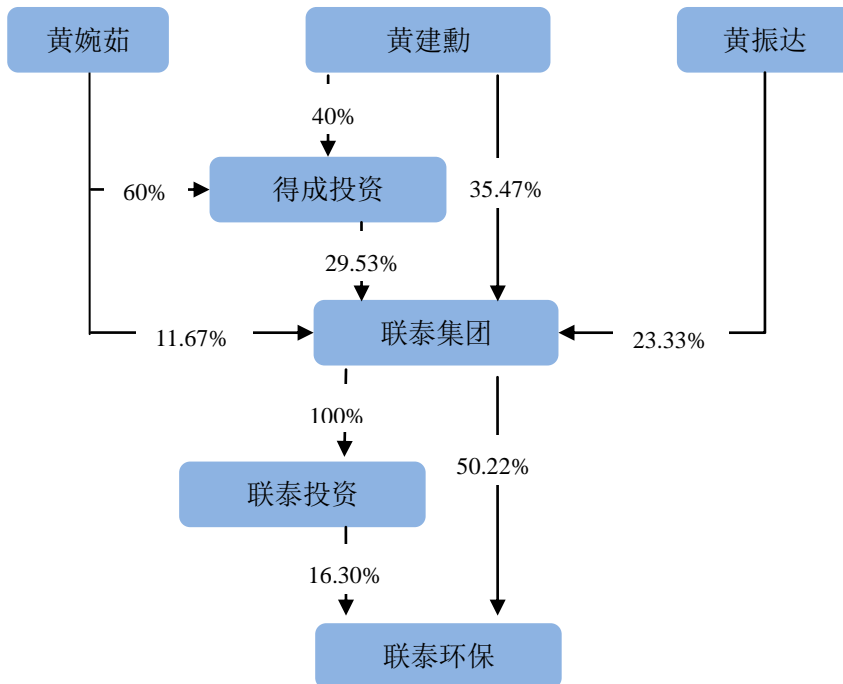 黄婉茹
黄建勳
黄振达
40%
得成投资
60%
35.47%
29.53%
联泰集团
11.67%
23.33%
100%
联泰投资
50.22%
16.30%
联泰环保